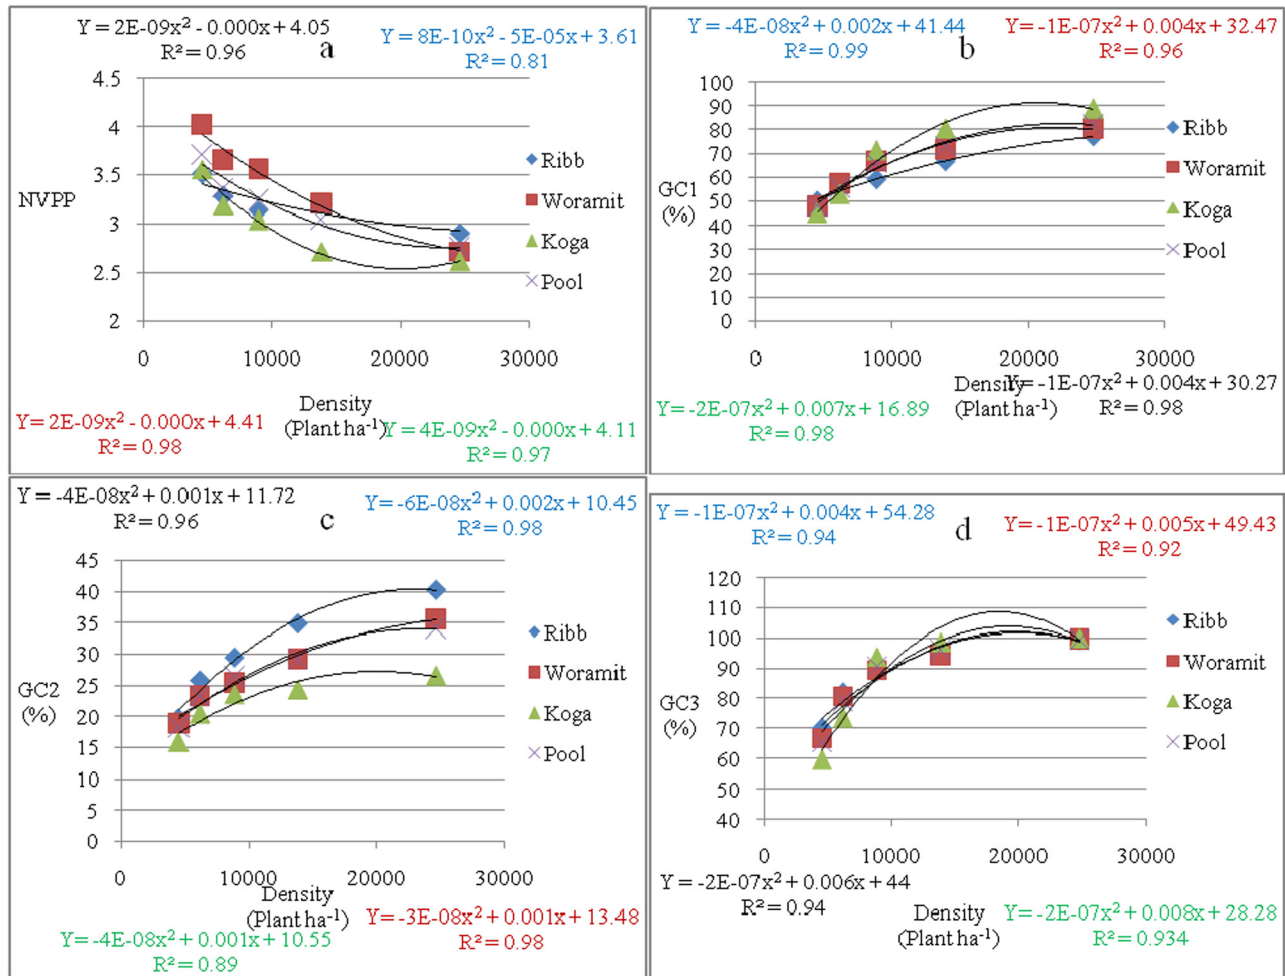 Y = 2E-09x² - 0.000x + 4.05
R² = 0.96
a
Y = 8E-10x² - 5E-05x + 3.61
R² = 0.81
4.5
4
3.5
3
2.5
2
NVPP
0
10000
20000
30000
Ribb
Woramit
Koga
Pool
Density
(Plant ha⁻¹)
Y = 2E-09x² - 0.000x + 4.41
R² = 0.98
Y = 4E-09x² - 0.000x + 4.11
R² = 0.97
Y = -4E-08x² + 0.002x + 41.44
R² = 0.99
b
Y = -1E-07x² + 0.004x + 32.47
R² = 0.96
100
90
80
70
60
50
40
30
20
10
0
GC1
(%)
0
10000
20000
30000
Ribb
Woramit
Koga
Pool
Density
Y = -1E-07x² + 0.004x + 30.27
(Plant ha⁻¹)
R² = 0.98
Y = -2E-07x² + 0.007x + 16.89
R² = 0.98
Y = -4E-08x² + 0.001x + 11.72
R² = 0.96
c
Y = -6E-08x² + 0.002x + 10.45
R² = 0.98
45
40
35
30
25
20
15
10
5
0
GC2
(%)
0
10000
20000
30000
Ribb
Woramit
Koga
Pool
Density
(Plant ha⁻¹)
Y = -4E-08x² + 0.001x + 10.55
R² = 0.89
Y = -3E-08x² + 0.001x + 13.48
R² = 0.98
Y = -1E-07x² + 0.004x + 54.28
R² = 0.94
d
Y = -1E-07x² + 0.005x + 49.43
R² = 0.92
120
110
100
90
80
70
60
50
40
GC3
(%)
0
10000
20000
30000
Ribb
Woramit
Koga
Pool
Y = -2E-07x² + 0.006x + 44
R² = 0.94
Density
(Plant ha⁻¹)
Y = -2E-07x² + 0.008x + 28.28
R² = 0.934